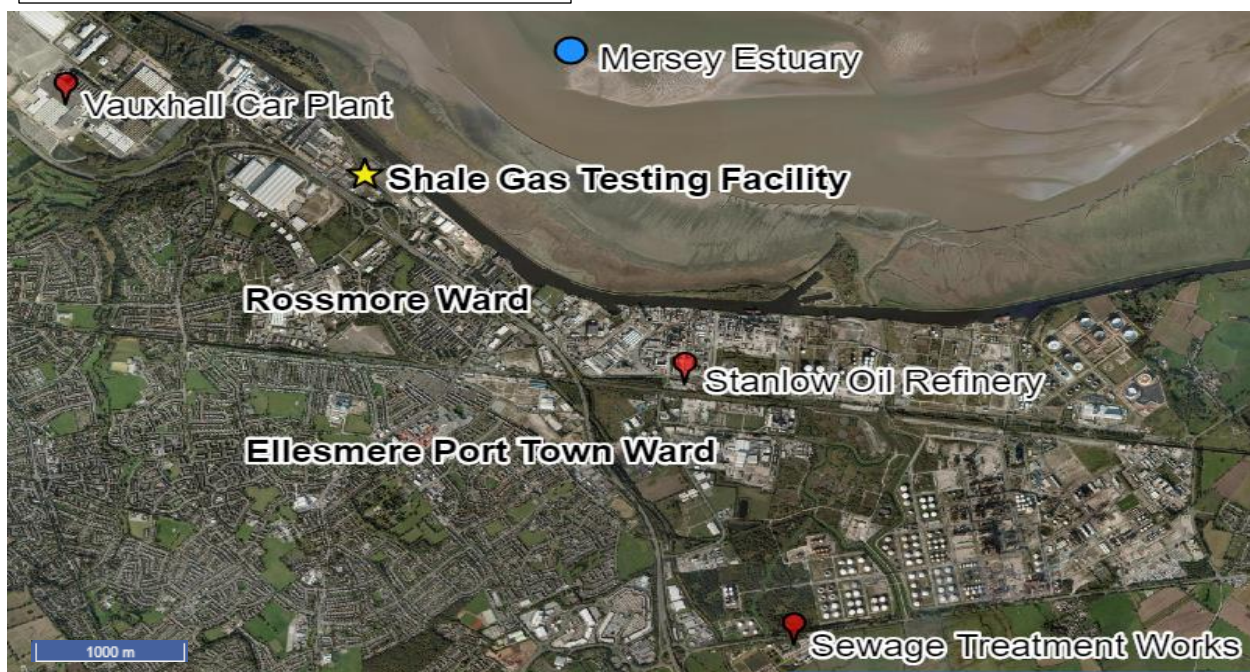 Mersey Estuary
Vauxhall Car Plant
Shale Gas Testing Facility
Rossmore Ward
Stanlow Oil Refinery
Ellesmere Port Town Ward
Sewage Treatment Works
1000 m